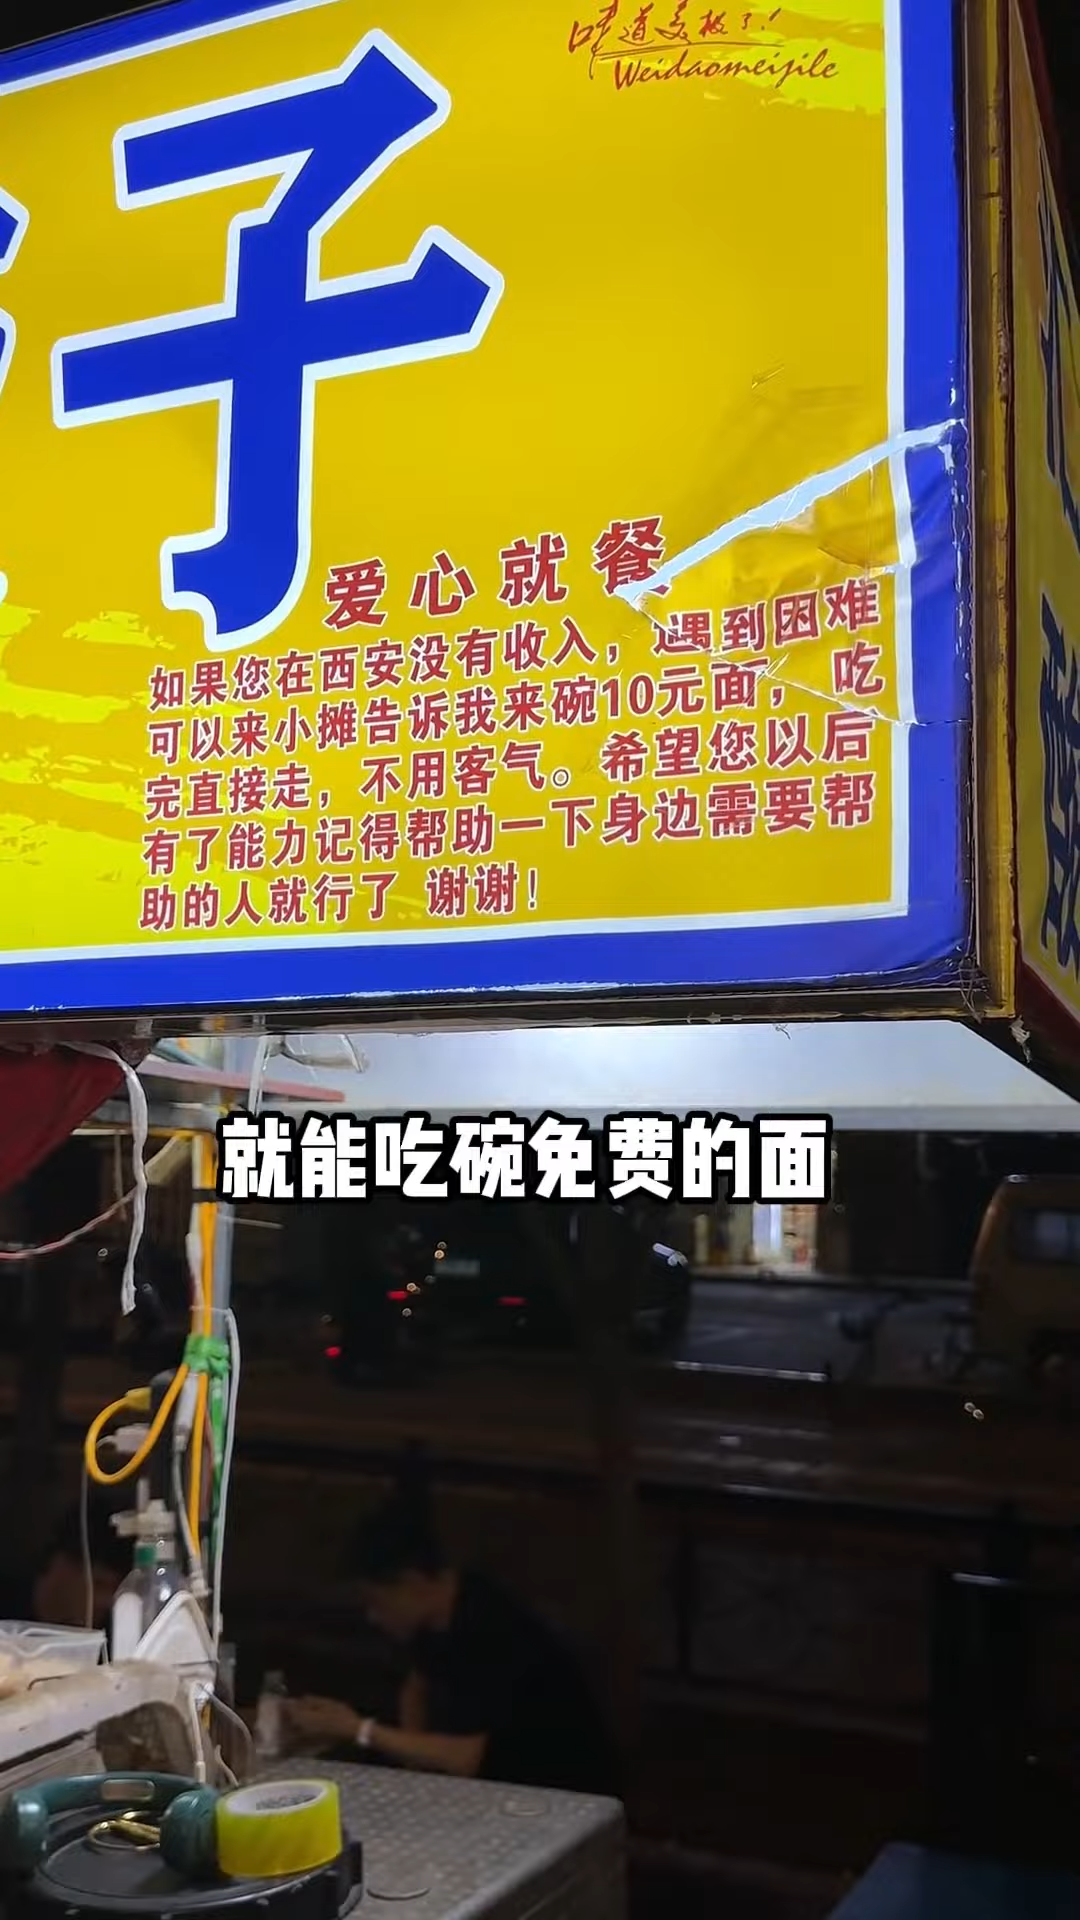 味道美极了!
Weidaomeijile
子
爱心就餐
如果您在西安没有收入，遇到困难
可以来小摊告诉我来碗10元面，吃
完直接走，不用客气。希望您以后
有了能力记得帮助一下身边需要帮
助的人就行了 谢谢!
就能吃碗免费的面